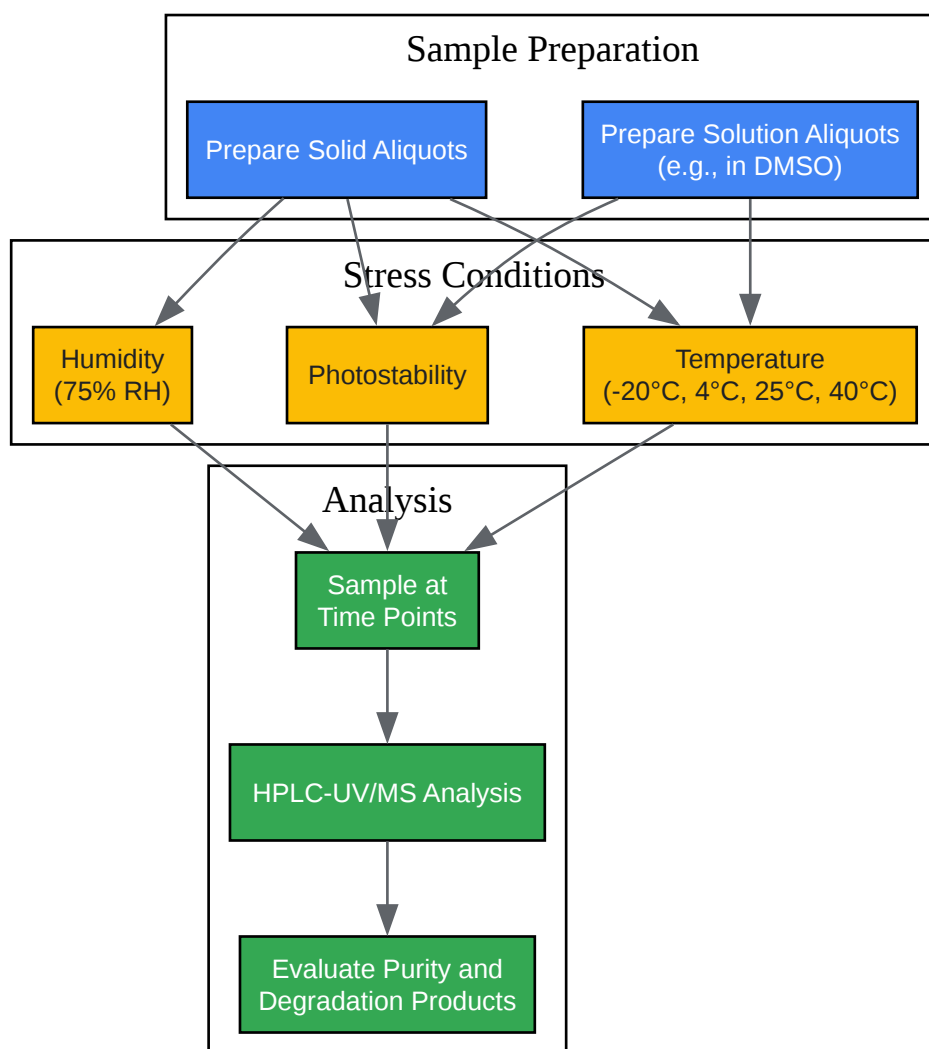 Sample Preparation
Prepare Solid Aliquots
Prepare Solution Aliquots
(e.g., in DMSO)
Stress Conditions
Humidity
(75% RH)
Photostability
Temperature
(-20°C, 4°C, 25°C, 40°C)
Analysis
Sample at
Time Points
HPLC-UV/MS Analysis
Evaluate Purity and
Degradation Products